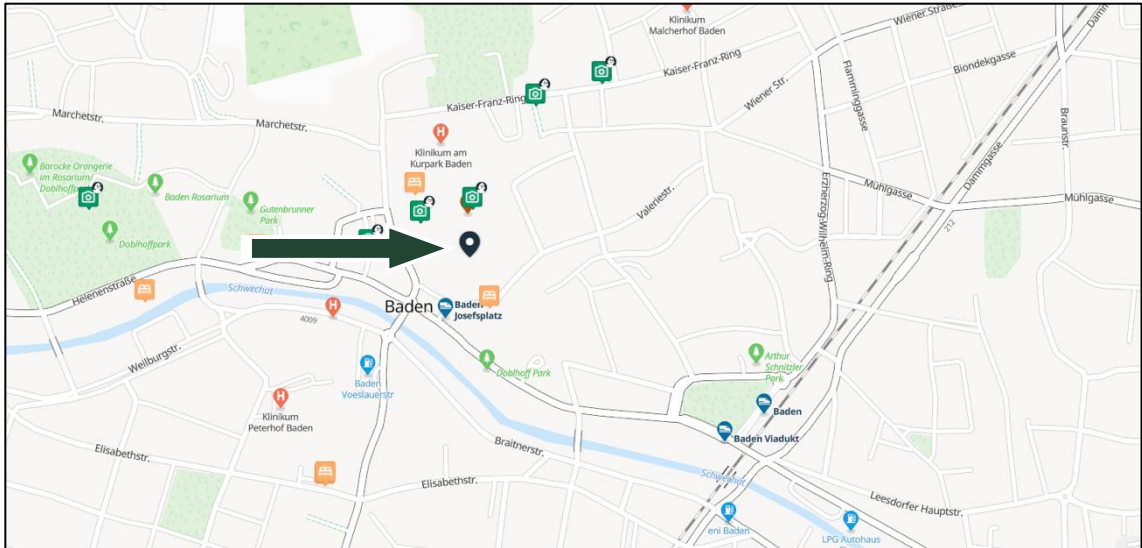 Klinikum
Malcherhof Baden
Wiener Straße
Damm
Kaiser-Franz-Ring
Kaiser-Franz-Ring
Wiener Str.
Hamminggasse
Biondekgasse
Braunstr.
Marchetstr.
Marchetstr.
H
Klinikum am
Kurpark Baden
Barocke Orangerie
im Rosarium/
Doblhoffpark
Baden Rosarium
Gutenbrunner
Park
Doblhoffpark
Valeriestr.
Mühlgasse
Dammgasse
Mühlgasse
Erzherzog-Wilhelm-Ring
212
Helenenstraße
Schwechat
Baden
Baden
Josefsplatz
H
4009
Weilburgstr.
Baden
Voeslauerstr
Doblhoff Park
Arthur
Schnitzler
Park
H
Klinikum
Peterhof Baden
Baden
Baden Viadukt
Braitnerstr.
Elisabethstr.
Elisabethstr.
Schwechat
Leesdorfer Hauptstr.
eni Baden
LPG Autohaus